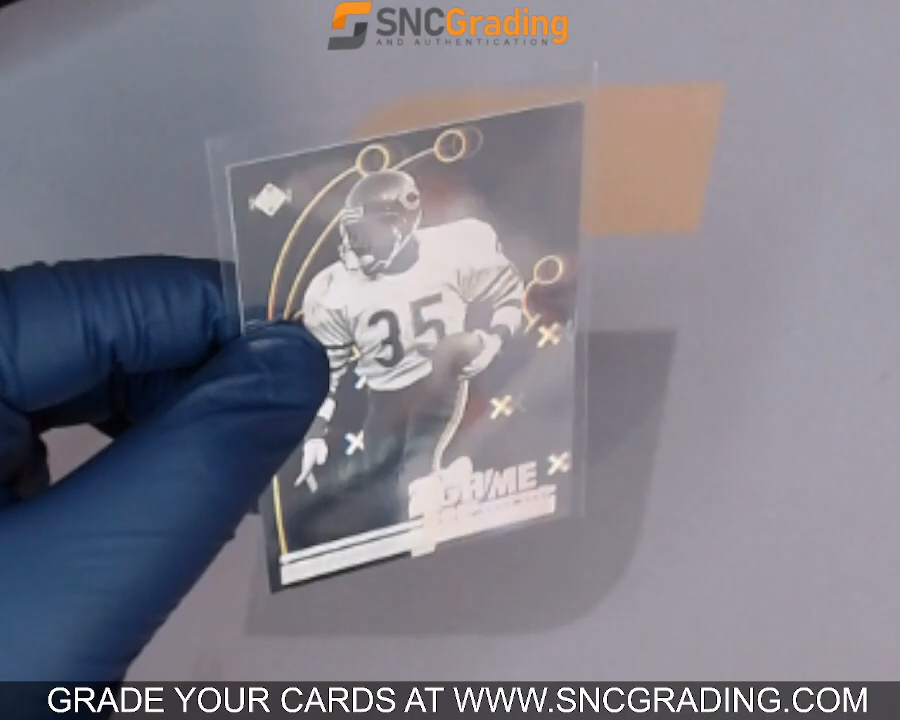 SNCGrading
AND AUTHENTICATION
35
GAME
GRADE YOUR CARDS AT WWW.SNCGRADING.COM